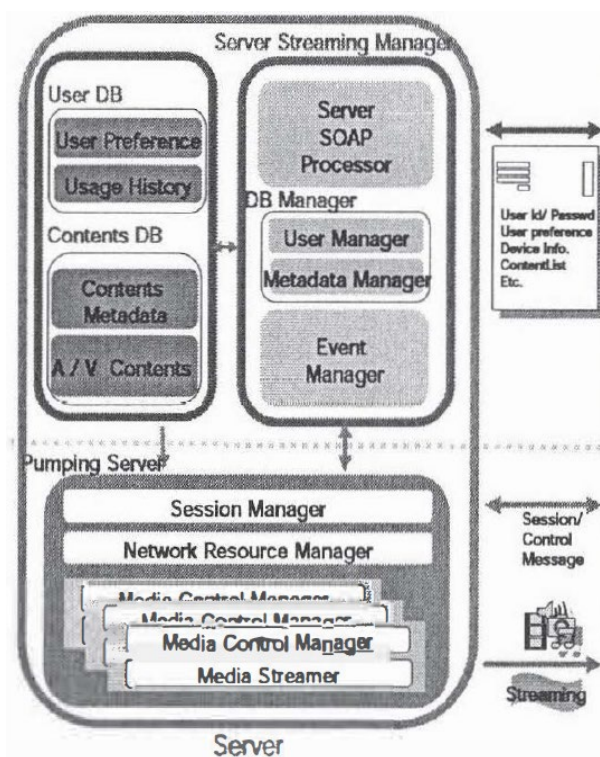 Server Streaming Manager
User DB
User Preference
Usage History
Contents DB
Contents
Metadata
A / V Contents
Server
SOAP
Processor
DB Manager
User Manager
Metadata Manager
Event
Manager
User Id/ Passwd
User preference
Device Info.
ContentList
Etc.
Pumping Server
Session Manager
Network Resource Manager
Media Control Manager
Media Control Manager
Media Control Manager
Media Streamer
Session/
Control
Message
Streaming
Server